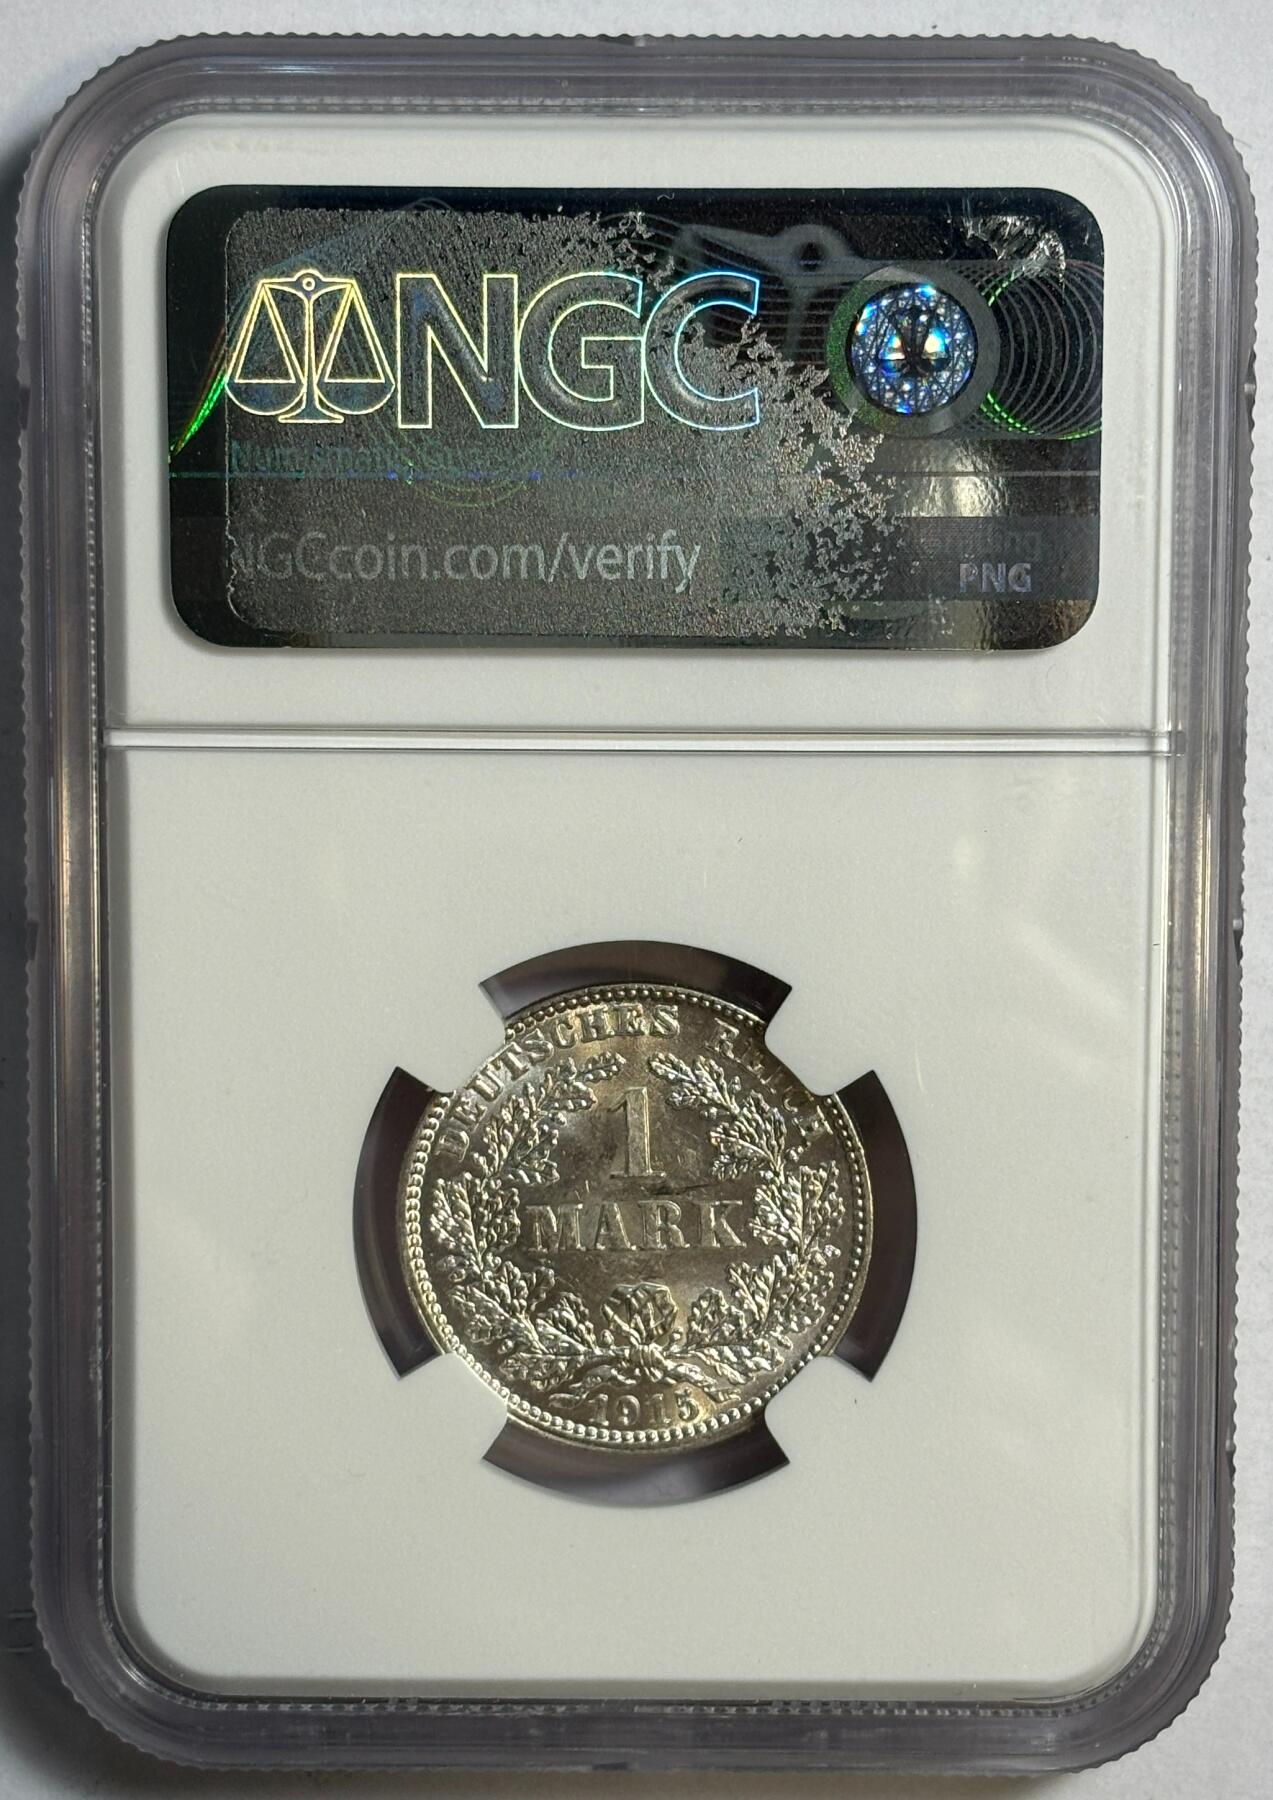 NGC
NGCcoin.com/verify
PNG
DEUTSCHES REICH
1
MARK
1915